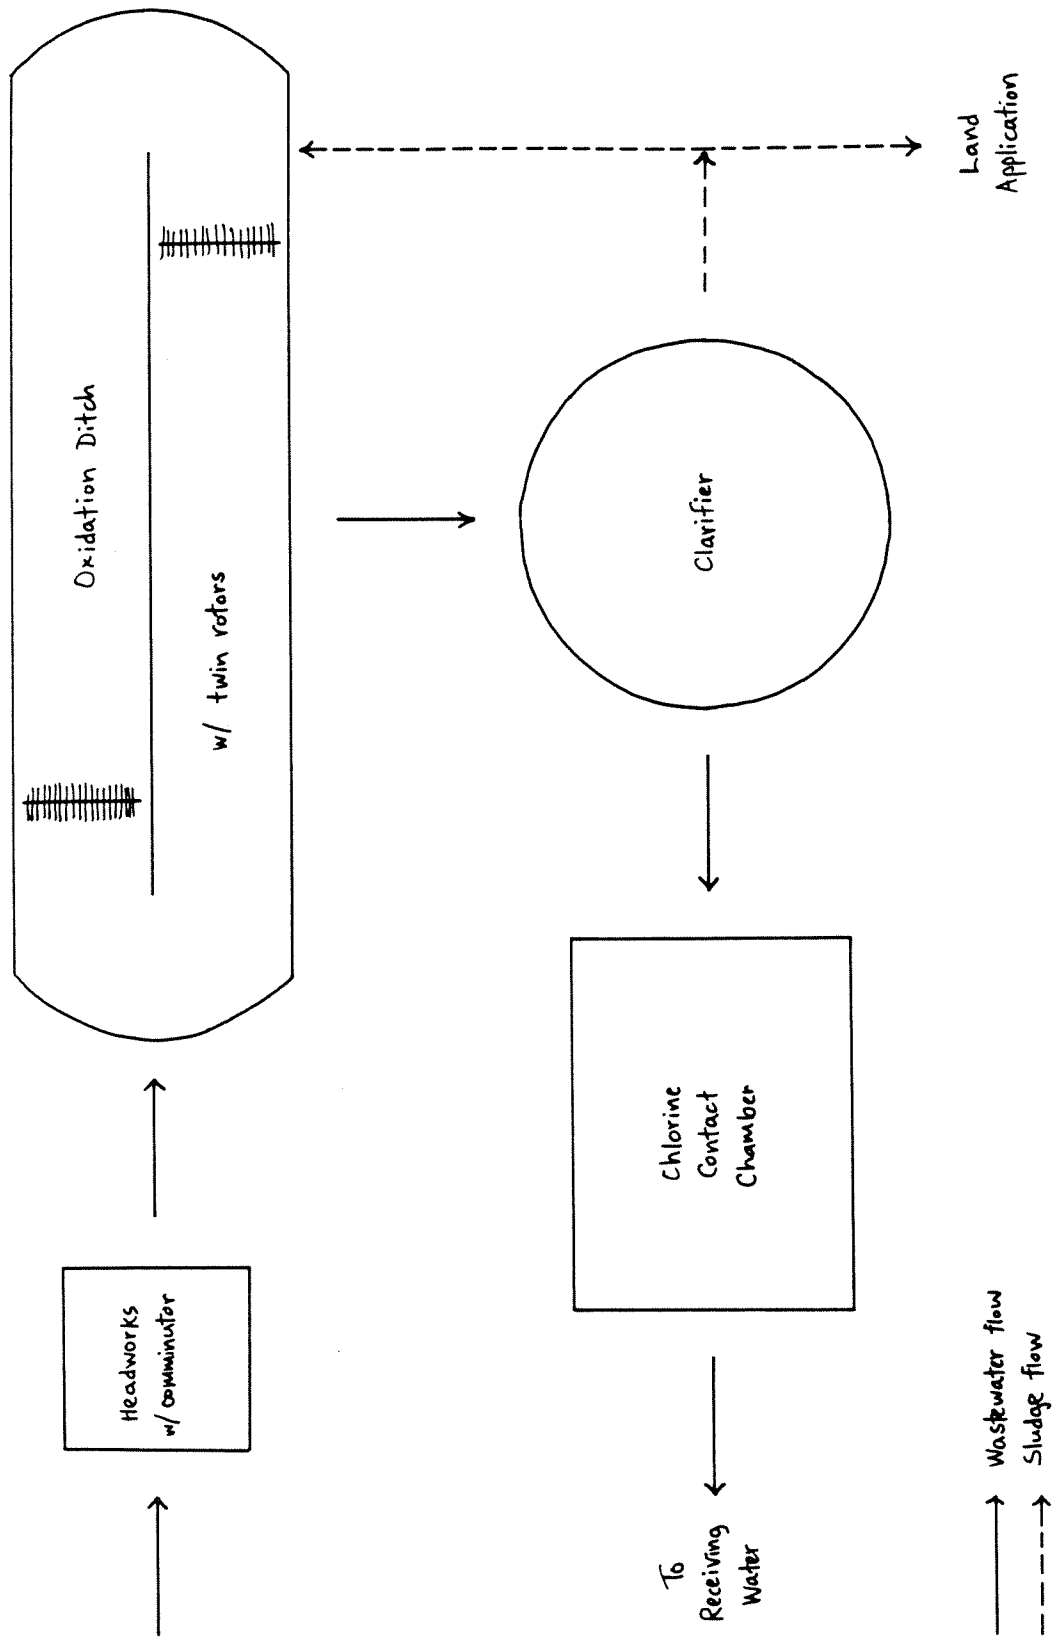 Headworks
w/ comminutor
Oxidation Ditch
w/ twin rotors
Clarifier
Land
Application
Chlorine
Contact
Chamber
To
Receiving
Water
Wastewater flow
Sludge flow